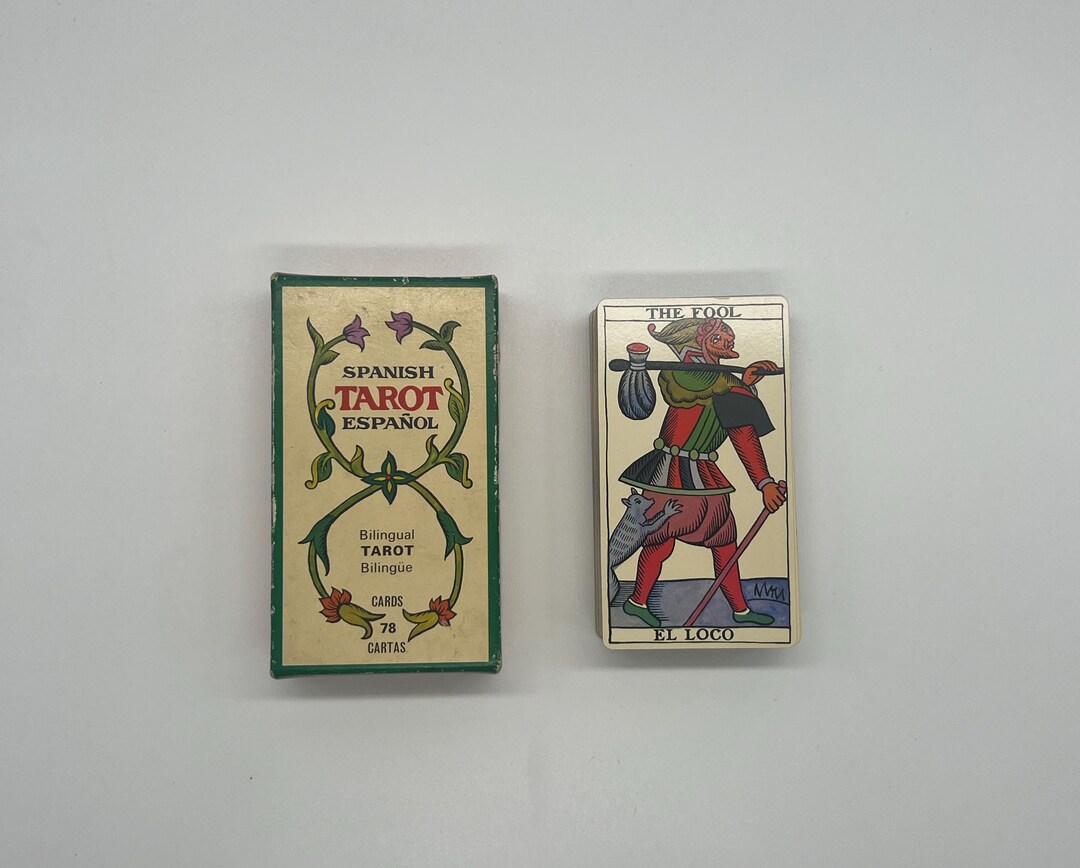 SPANISH
TAROT
ESPAÑOL
Bilingual
TAROT
Bilingüe
CARDS
78
CARTAS
THE FOOL
EL LOCO